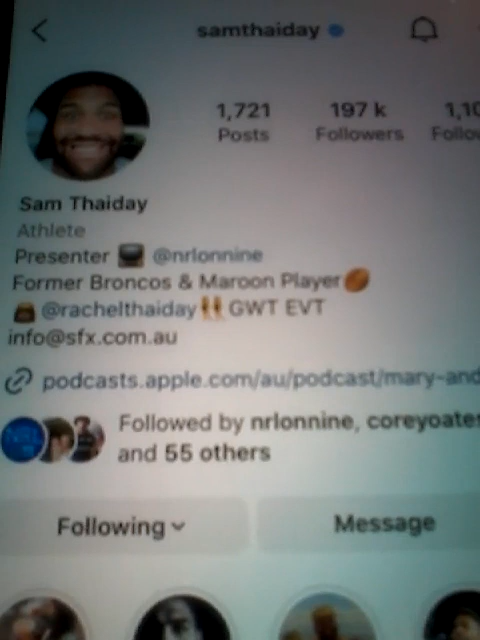 samthaiday
1,721 197 k 1,10
Posts Followers Follo
Sam Thaiday
Athlete
Presenter @nrlonnine
Former Broncos & Maroon Player
@rachelthaiday GWT EVT
info@sfx.com.au
podcasts.apple.com/au/podcast/mary-and
Followed by nrlonnine, coreyoates
and 55 others
Following Message